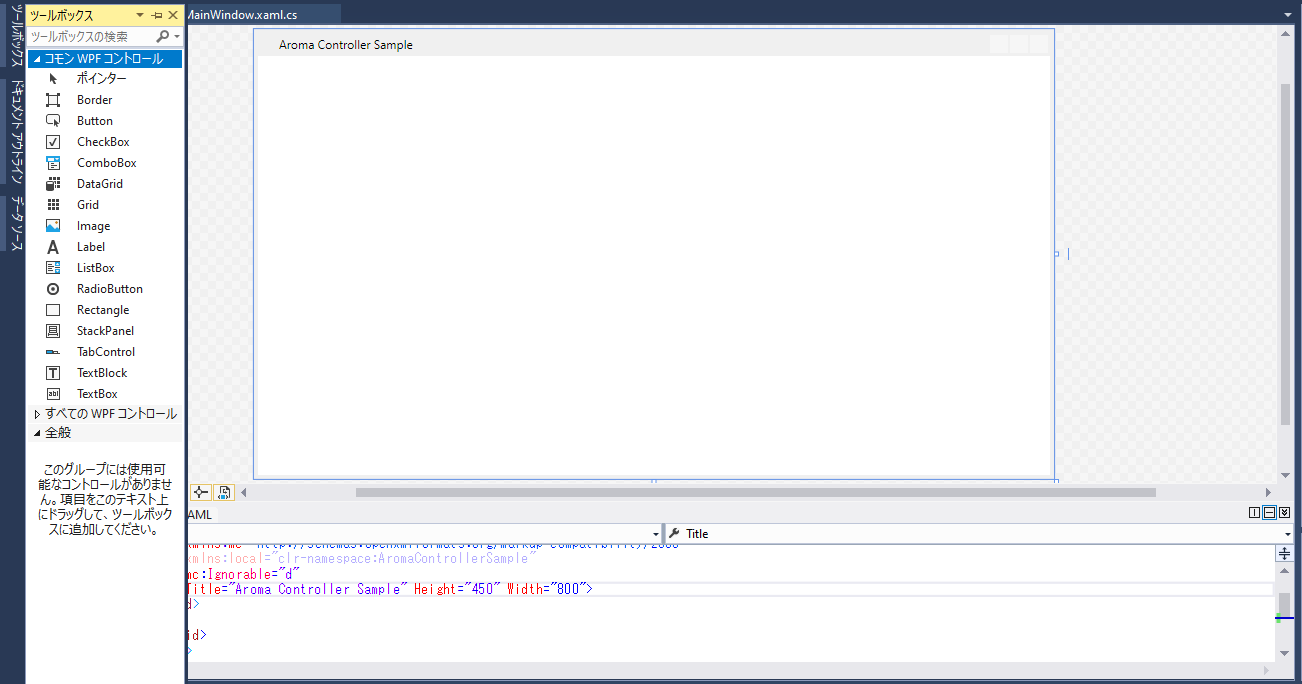 ツールボックス
ドキュメント アウトライン
データ ソース
ツールボックス
ツールボックスの検索
コモン WPF コントロール
ポインター
Border
Button
CheckBox
ComboBox
DataGrid
Grid
Image
Label
ListBox
RadioButton
Rectangle
StackPanel
TabControl
TextBlock
TextBox
すべての WPF コントロール
全般
このグループには使用可
能なコントロールがありませ
ん。項目をこのテキスト上
にドラッグして、ツールボック
スに追加してください。
MainWindow.xaml.cs
Aroma Controller Sample
AML
Title
xmlns:mc="http://schemas.openxmlformats.org/markup-compatibility/2006"
xmlns:local="clr-namespace:AromaControllerSample"
mc:Ignorable="d"
Title="Aroma Controller Sample" Height="450" Width="800">
d>
id>
>